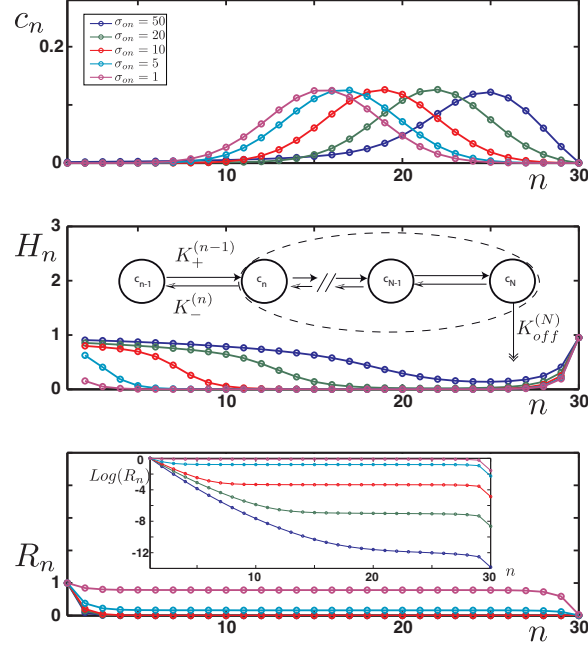 c_n
0.2
0
σ_on = 50
σ_on = 20
σ_on = 10
σ_on = 5
σ_on = 1
10 20 30
n
H_n
3
2
1
0
K_+^{(n-1)}
K_-^{(n)}
c_{n-1} c_n // c_{N-1} c_N
K_{off}^{(N)}
10 20 30
n
Log(R_n)
0
-4
-8
-12
10 20 30
n
R_n
1
0
10 20 30
n